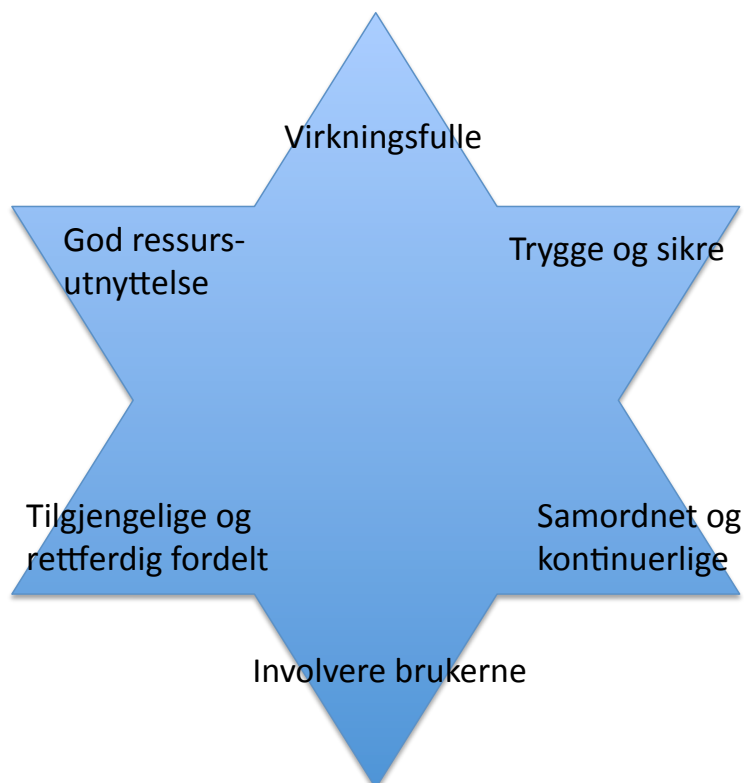 Virkningsfulle
God ressurs-
utnyttelse
Trygge og sikre
Tilgjengelige og
rettferdig fordelt
Samordnet og
kontinuerlige
Involvere brukerne